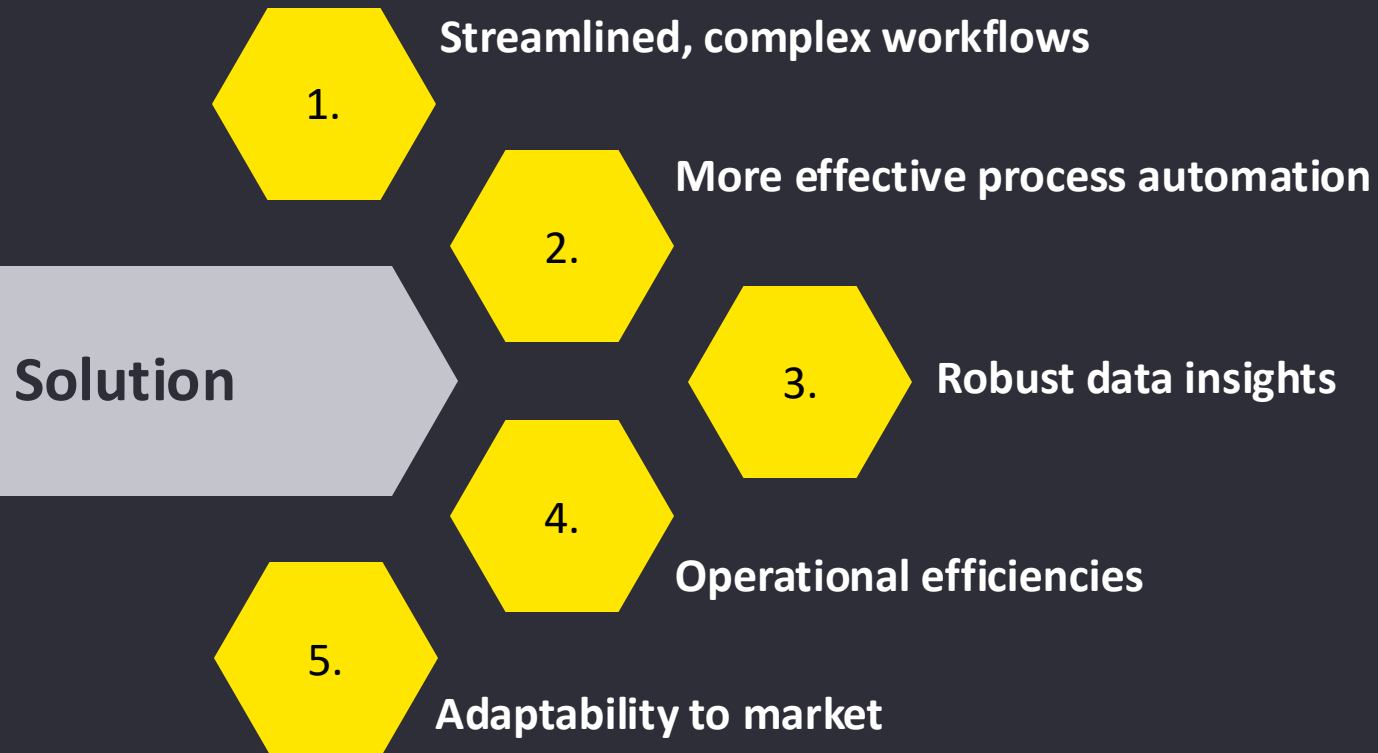 1.
Streamlined, complex workflows
2.
More effective process automation
Solution
3.
Robust data insights
4.
Operational efficiencies
5.
Adaptability to market